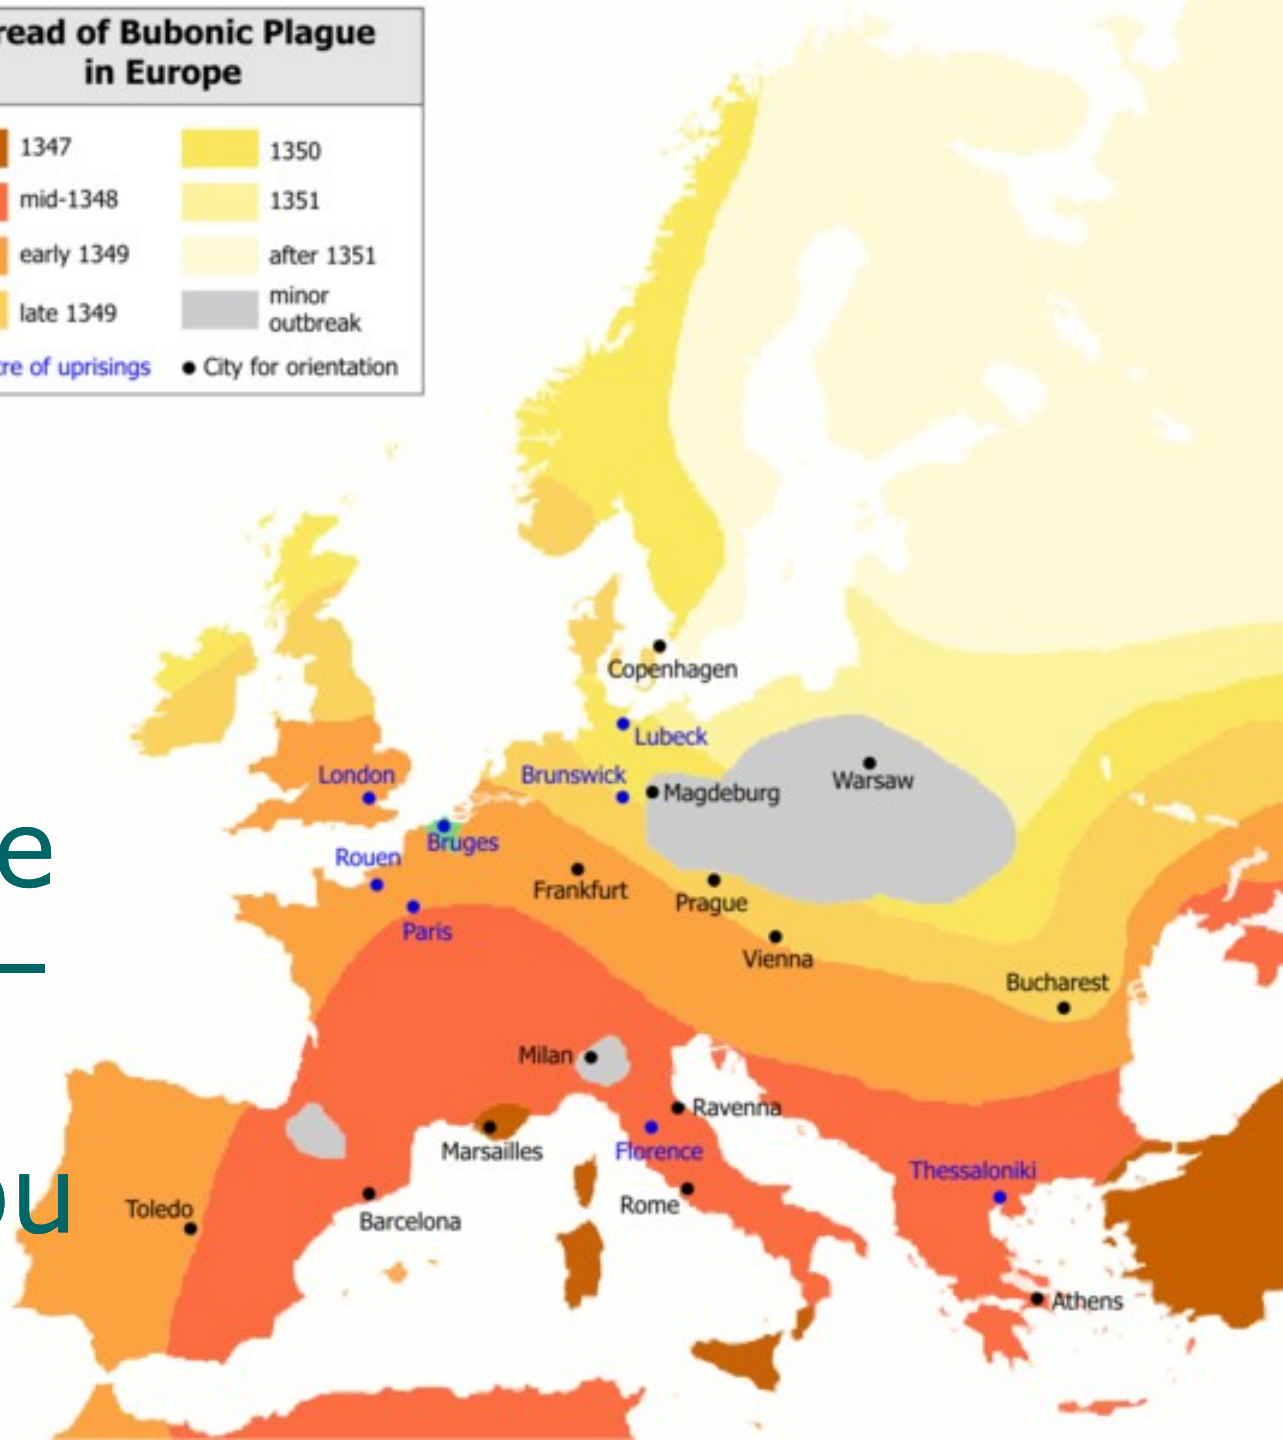 read of Bubonic Plague
in Europe
1347
1350
mid-1348
1351
early 1349
after 1351
late 1349
minor
outbreak
tre of uprisings
City for orientation
Copenhagen
Lubeck
Brunswick
Magdeburg
Warsaw
London
Bruges
Rouen
Frankfurt
Prague
Paris
Vienna
Bucharest
Milan
Ravenna
Marsailles
Florence
Thessaloniki
Rome
Toledo
Barcelona
Athens
e
–
ou